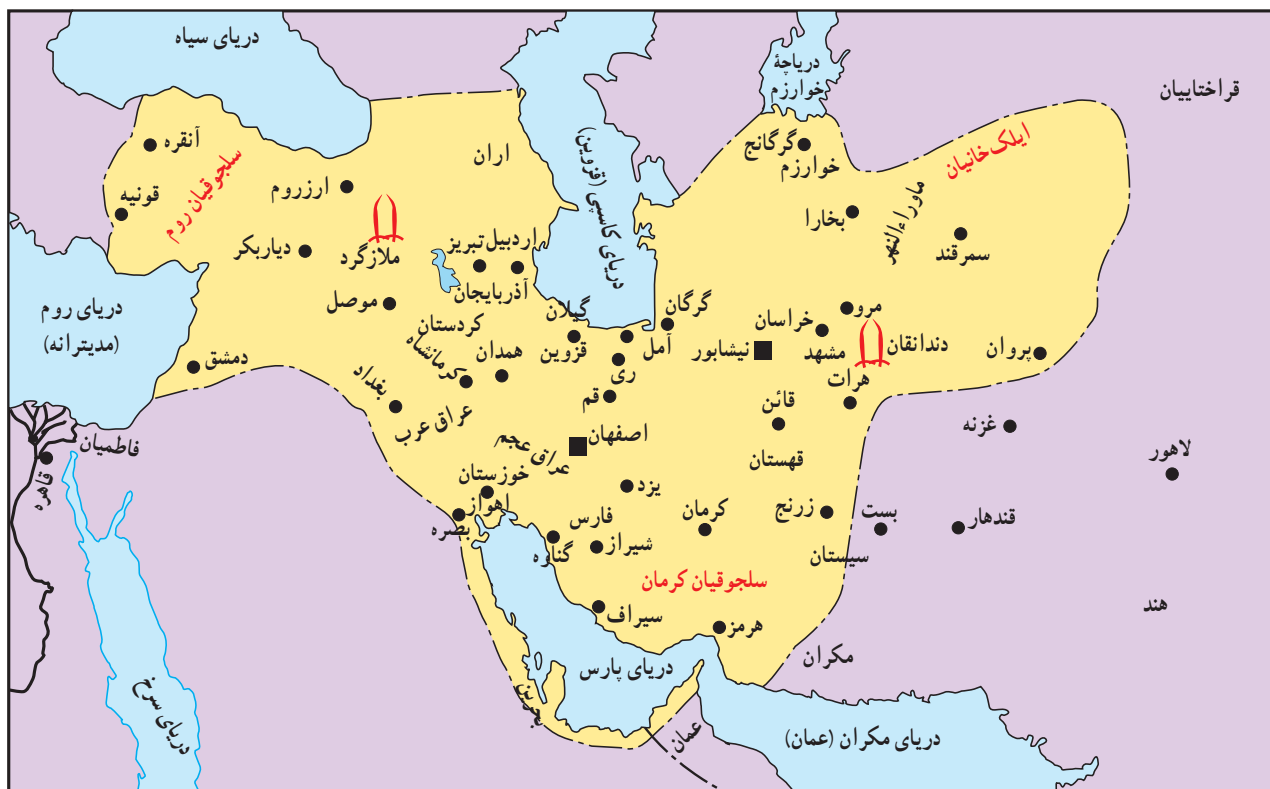 دریای سیاه
دریاچهٔ
خوارزم
قراختاییان
آنقره
سلجوقیان روم
قونیه
ارزروم
اران
دریای کاسپی (قزوین)
گرگانج
خوارزم
ایلک‌خانیان
ماوراءالنهر
بخارا
سمرقند
دیاربکر
ملازگرد
تبریز
اردبیل
آذربایجان
موصل
دریای روم
(مدیترانه)
دمشق
کردستان
کرمانشاه
همدان
گیلان
قزوین
آمل
گرگان
ری
قم
نیشابور
خراسان
مشهد
مرو
دندانقان
هرات
پروان
بغداد
عراق عرب
عراق عجم
اصفهان
قائن
قهستان
غزنه
لاهور
فاطمیان
قاهره
خوزستان
اهواز
بصره
یزد
فارس
شیراز
گناوه
کرمان
زرنج
بست
سیستان
قندهار
سلجوقیان کرمان
سیراف
هرمز
هند
مکران
دریای پارس
بحرین
عمان
دریای مکران (عمان)
دریای سرخ